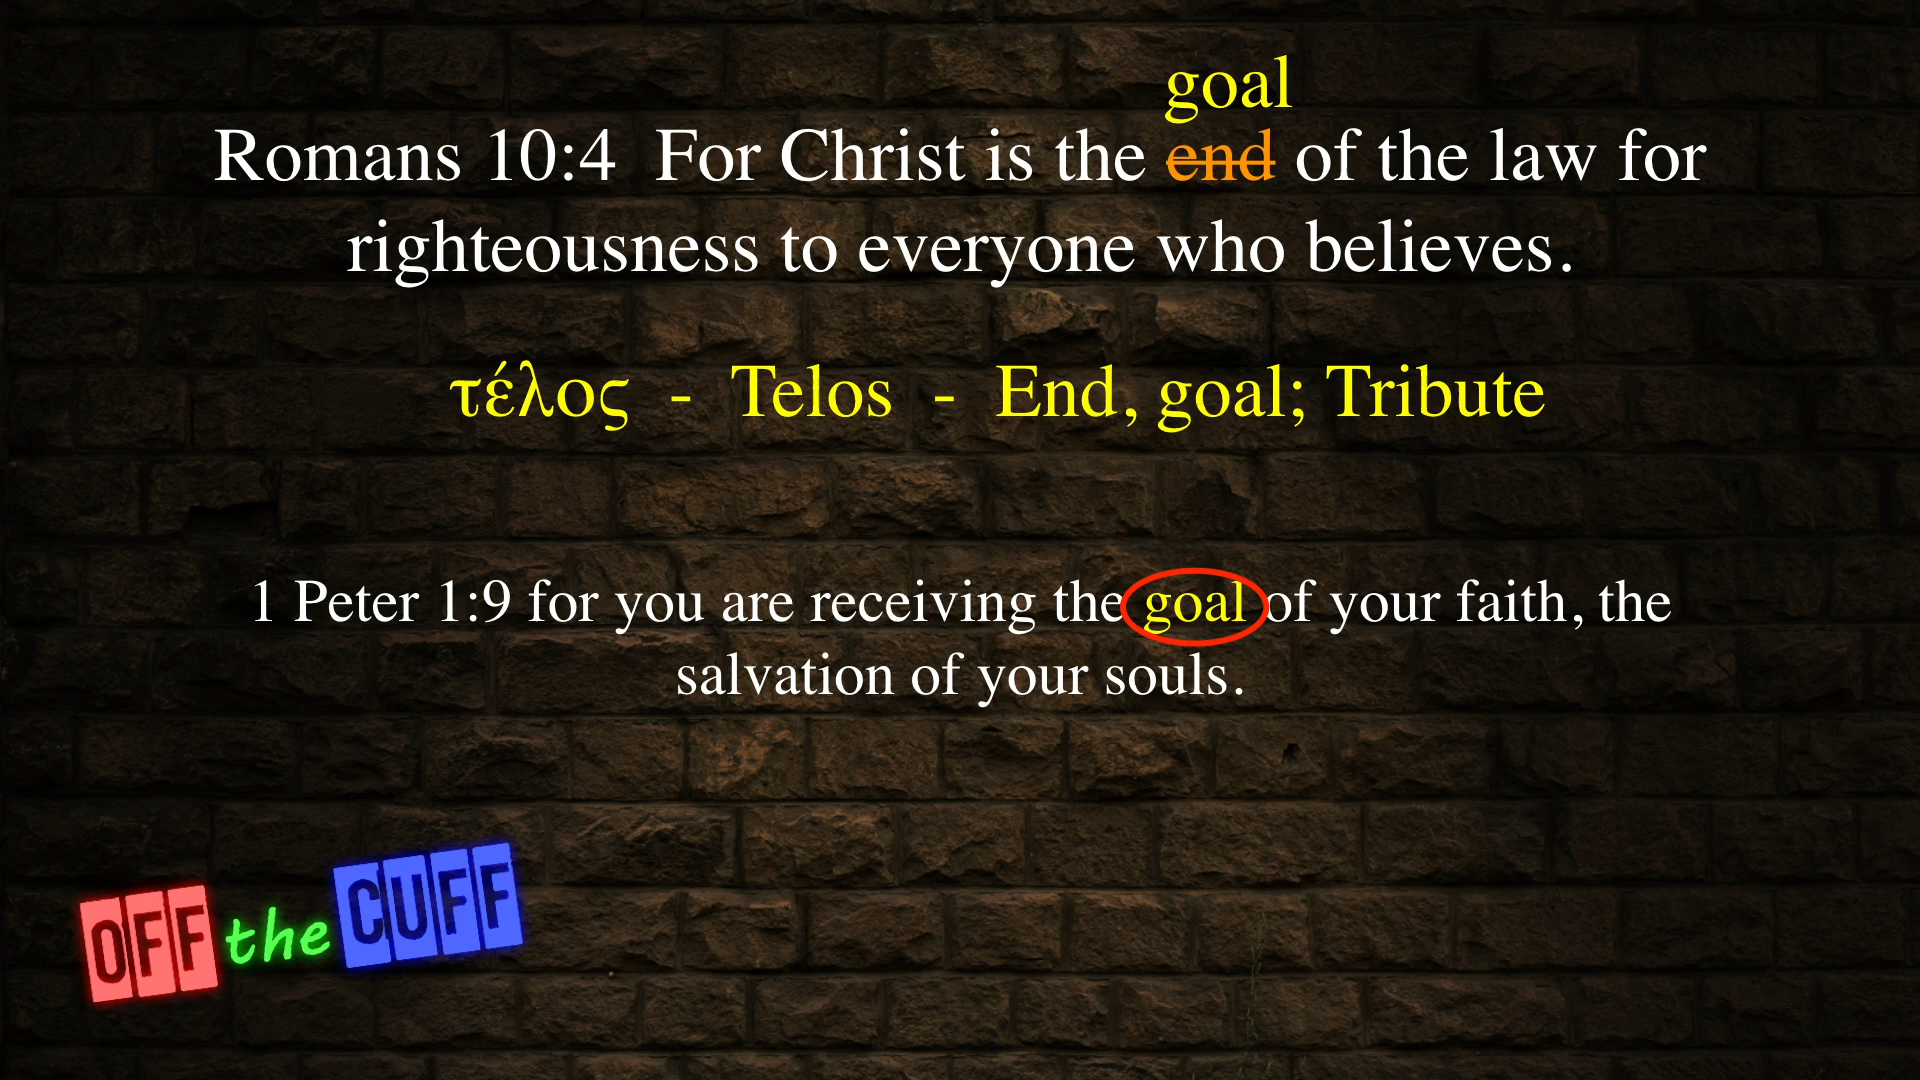 goal
Romans 10:4 For Christ is the end of the law for
righteousness to everyone who believes.
τέλος - Telos - End, goal; Tribute
1 Peter 1:9 for you are receiving the goal of your faith, the
salvation of your souls.
OFF the CUFF